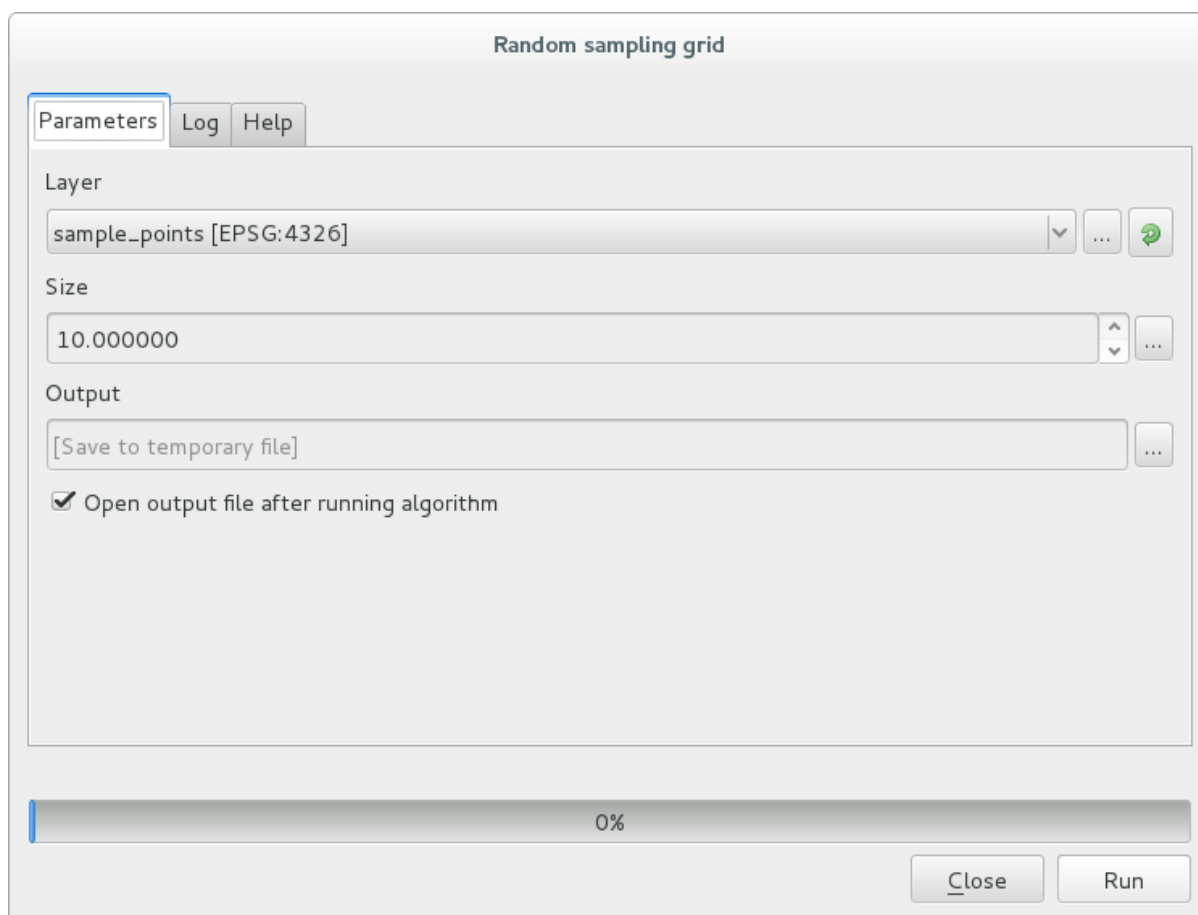 Random sampling grid
Parameters Log Help
Layer
sample_points [EPSG:4326]
...
Size
10.000000
...
Output
[Save to temporary file]
...
Open output file after running algorithm
0%
Close Run